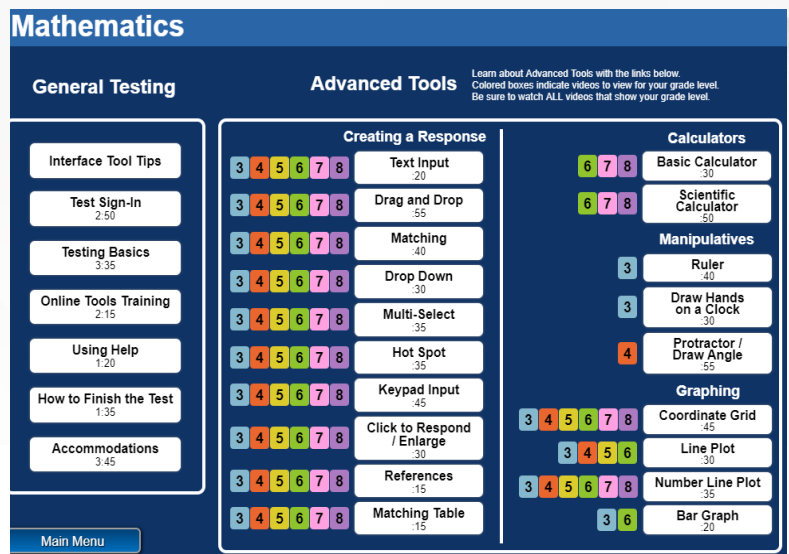 Mathematics
General Testing
Advanced Tools
Learn about Advanced Tools with the links below.
Colored boxes indicate videos to view for your grade level.
Be sure to watch ALL videos that show your grade level.
Interface Tool Tips
Test Sign-In
2:50
Testing Basics
3:35
Online Tools Training
2:15
Using Help
1:20
How to Finish the Test
1:35
Accommodations
3:45
Main Menu
Creating a Response
3 4 5 6 7 8 Text Input
:20
3 4 5 6 7 8 Drag and Drop
:55
3 4 5 6 7 8 Matching
:40
3 4 5 6 7 8 Drop Down
:30
3 4 5 6 7 8 Multi-Select
:35
3 4 5 6 7 8 Hot Spot
:35
3 4 5 6 7 8 Keypad Input
:45
3 4 5 6 7 8 Click to Respond
/ Enlarge
:30
3 4 5 6 7 8 References
:15
3 4 5 6 7 8 Matching Table
:15
Calculators
6 7 8 Basic Calculator
:30
6 7 8 Scientific
Calculator
:50
Manipulatives
3 Ruler
:40
3 Draw Hands
on a Clock
:30
4 Protractor /
Draw Angle
:55
Graphing
3 4 5 6 7 8 Coordinate Grid
:45
3 4 5 6 Line Plot
:30
3 4 5 6 7 8 Number Line Plot
:35
3 6 Bar Graph
:20